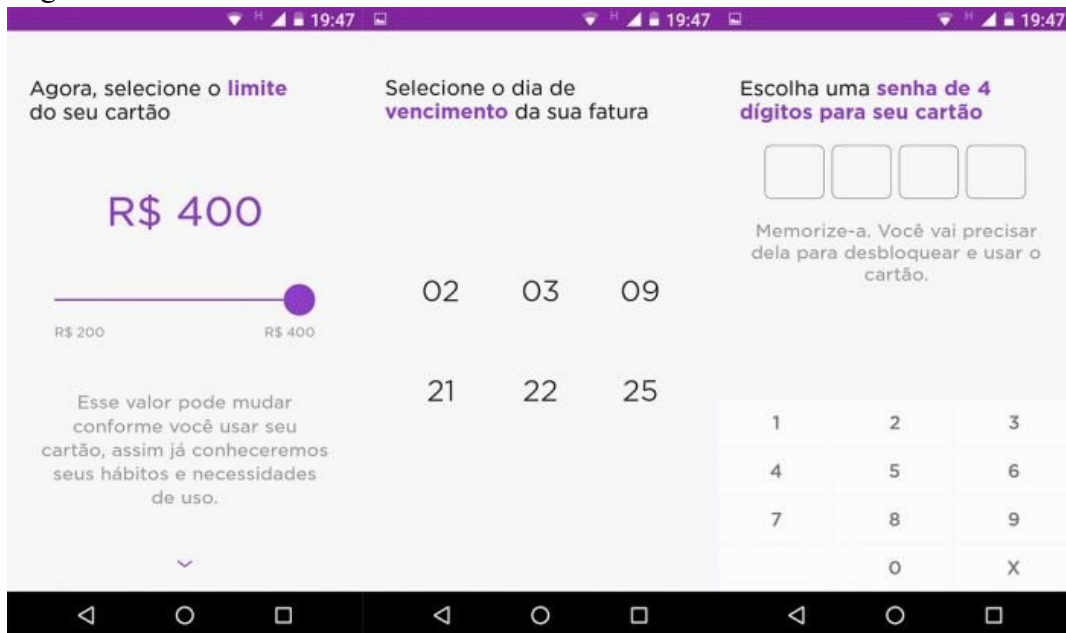 H 19:47
Agora, selecione o limite
do seu cartão
R$ 400
R$ 200
R$ 400
Esse valor pode mudar
conforme você usar seu
cartão, assim já conheceremos
seus hábitos e necessidades
de uso.
H 19:47
Selecione o dia de
vencimento da sua fatura
02 03 09
21 22 25
H 19:47
Escolha uma senha de 4
dígitos para seu cartão
Memorize-a. Você vai precisar
dela para desbloquear e usar o
cartão.
1 2 3
4 5 6
7 8 9
0 X